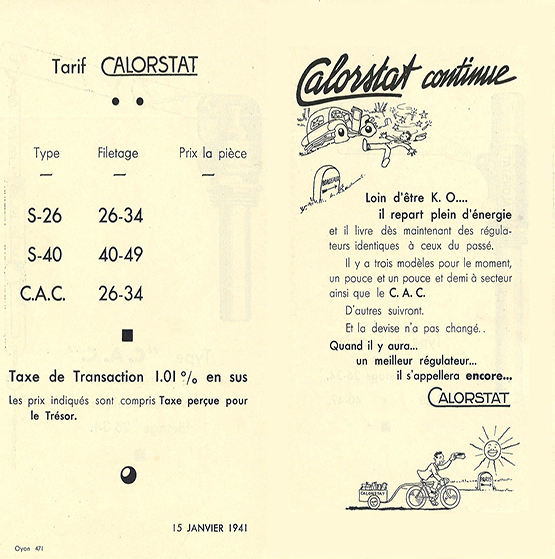 Tarif CALORSTAT
Type Filetage Prix la pièce
S-26 26-34
S-40 40-49
C.A.C. 26-34
Taxe de Transaction 1.01 % en sus
Les prix indiqués sont compris Taxe perçue pour
le Trésor.
15 JANVIER 1941
Oyon 471
Calorstat continue
BORDEAUX
Loin d'être K. O....
il repart plein d'énergie
et il livre dès maintenant des régula-
teurs identiques à ceux du passé.
Il y a trois modèles pour le moment,
un pouce et un pouce et demi à secteur
ainsi que le C. A. C.
D'autres suivront.
Et la devise n'a pas changé..
Quand il y aura...
un meilleur régulateur...
il s'appellera encore...
CALORSTAT
CALORSTAT
PARIS